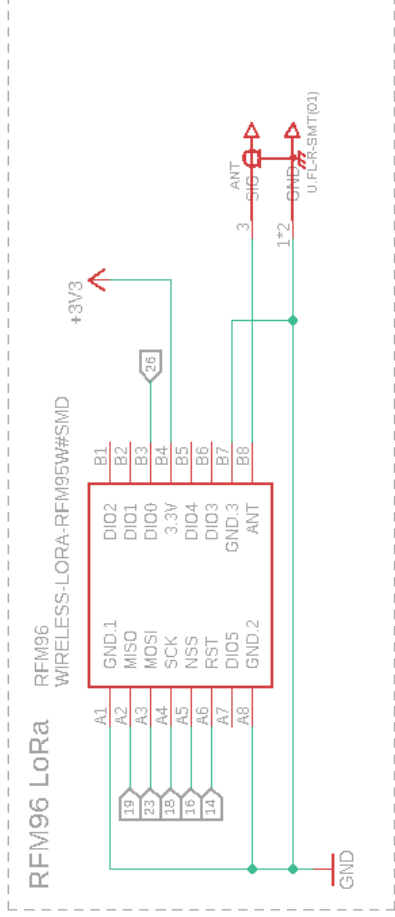 RFM96 LoRa
RFM96
WIRELESS-LORA-RFM95W#SMD
A1 GND.1 DIO2 B1
A2 MISO DIO1 B2
A3 MOSI DIO0 B3
A4 SCK 3.3V B4
A5 NSS DIO4 B5
A6 RST DIO3 B6
A7 DIO5 GND.3 B7
A8 GND.2 ANT B8
19
23
18
16
14
26
+3V3
GND
ANT
3 SIG
1*2 GND
U.FL-R-SMT(01)